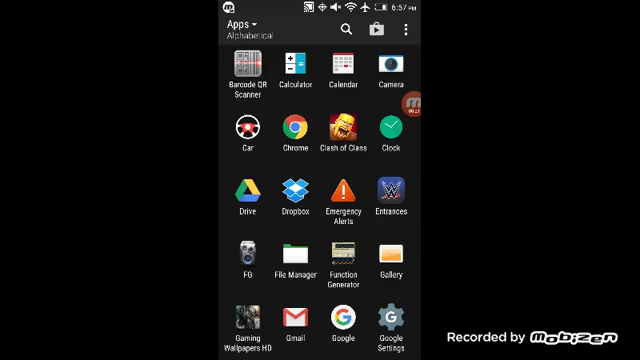 6:57 PM
Apps
Alphabetical
Barcode QR
Scanner
Calculator
Calendar
Camera
Car
Chrome
Clash of Clans
Clock
Drive
Dropbox
Emergency
Alerts
Entrances
FG
File Manager
Function
Generator
Gallery
Gaming
Wallpapers HD
Gmail
Google
Google
Settings
Recorded by Mobizen